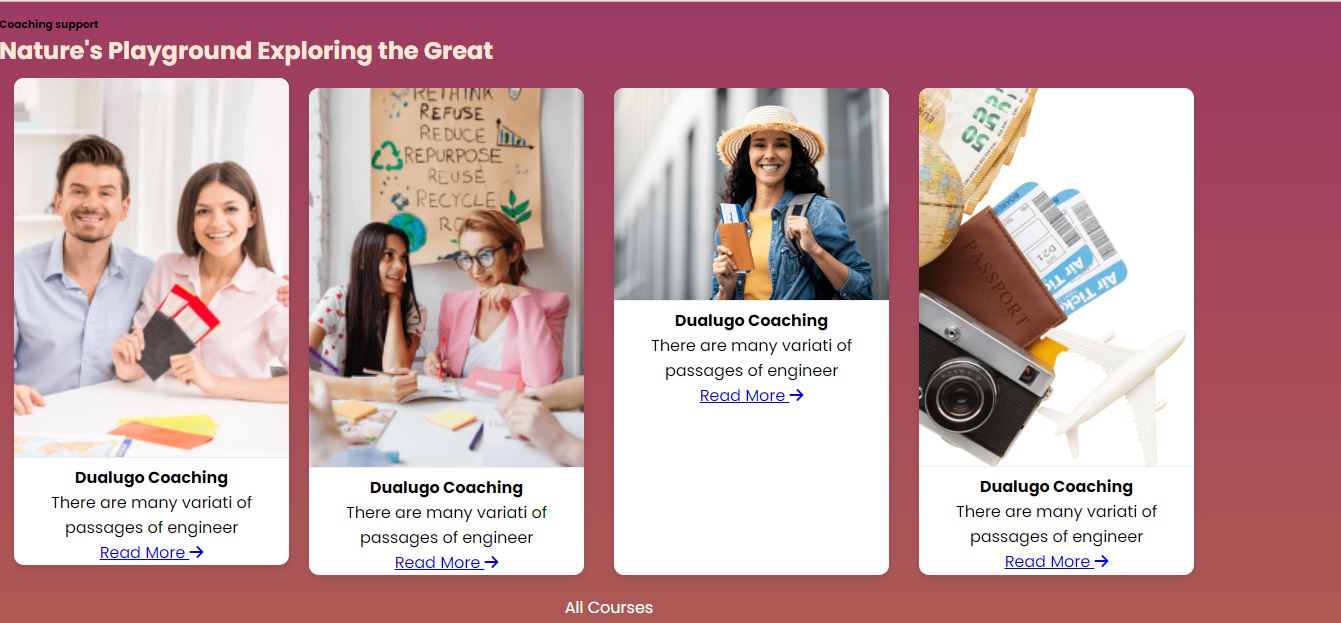 Coaching support
Nature's Playground Exploring the Great
RETHINK
REFUSE
REDUCE
REPURPOSE
REUSE
RECYCLE
PASSPORT
Air Tick
Air Tick
Dualugo Coaching
There are many variati of
passages of engineer
Read More →
Dualugo Coaching
There are many variati of
passages of engineer
Read More →
Dualugo Coaching
There are many variati of
passages of engineer
Read More →
Dualugo Coaching
There are many variati of
passages of engineer
Read More →
All Courses